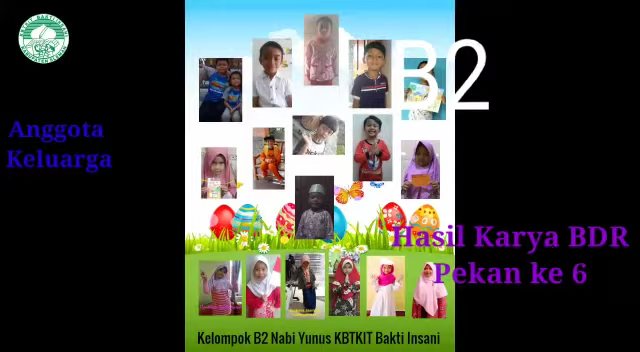 B2
Anggota
Keluarga
Hasil Karya BDR
Pekan ke 6
Kelompok B2 Nabi Yunus KBTKIT Bakti Insani